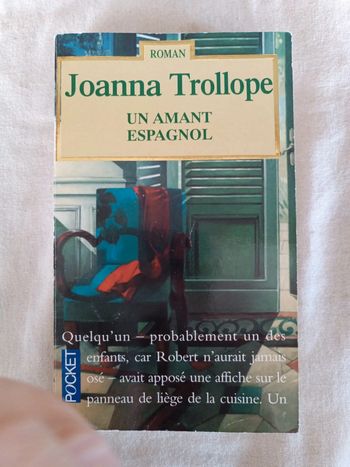 ROMAN
Joanna Trollope
UN AMANT
ESPAGNOL
Quelqu'un – probablement un des
enfants, car Robert n'aurait jamais
osé – avait apposé une affiche sur le
panneau de liège de la cuisine. Un
POCKET